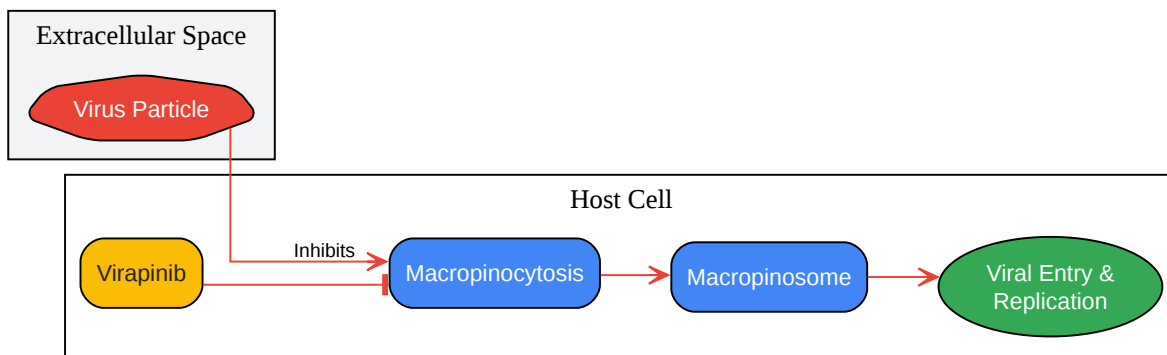 Extracellular Space
Virus Particle
Host Cell
Inhibits
Virapinib
Macropinocytosis
Macropinosome
Viral Entry &
Replication